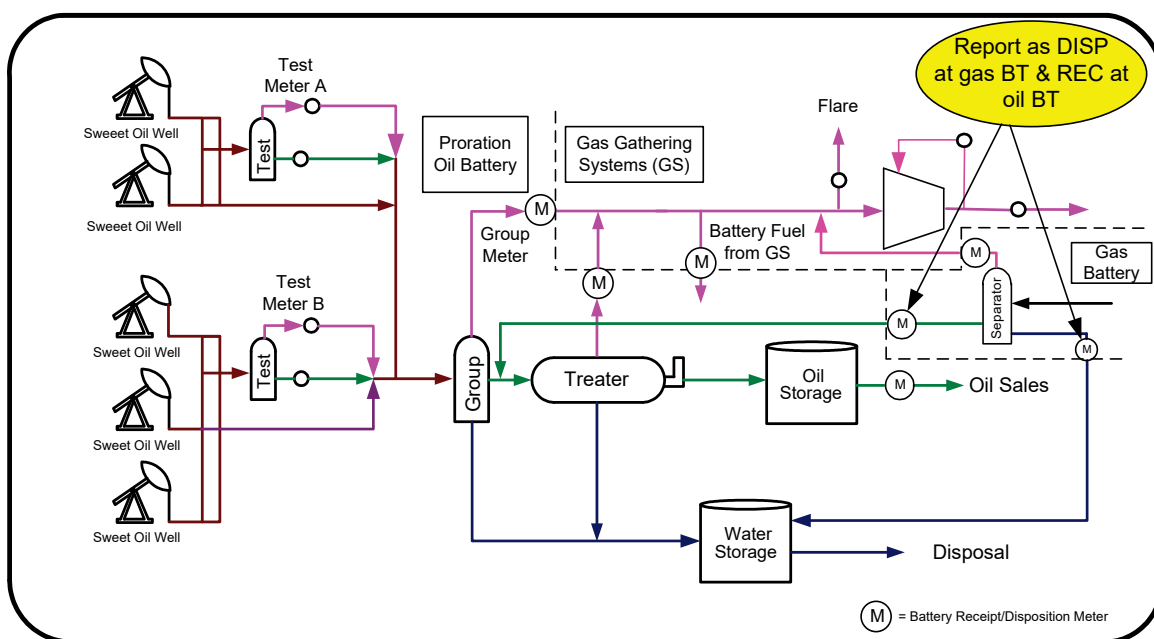 Report as DISP
at gas BT & REC at
oil BT
Test
Meter A
Sweeet Oil Well
Test
Sweeet Oil Well
Proration
Oil Battery
Gas Gathering
Systems (GS)
Flare
M
Group
Meter
Battery Fuel
from GS
M
M
M
Gas
Battery
Separator
M
M
Test
Meter B
Sweet Oil Well
Test
Sweet Oil Well
Sweet Oil Well
Group
Treater
Oil
Storage
M
Oil Sales
Water
Storage
Disposal
M = Battery Receipt/Disposition Meter